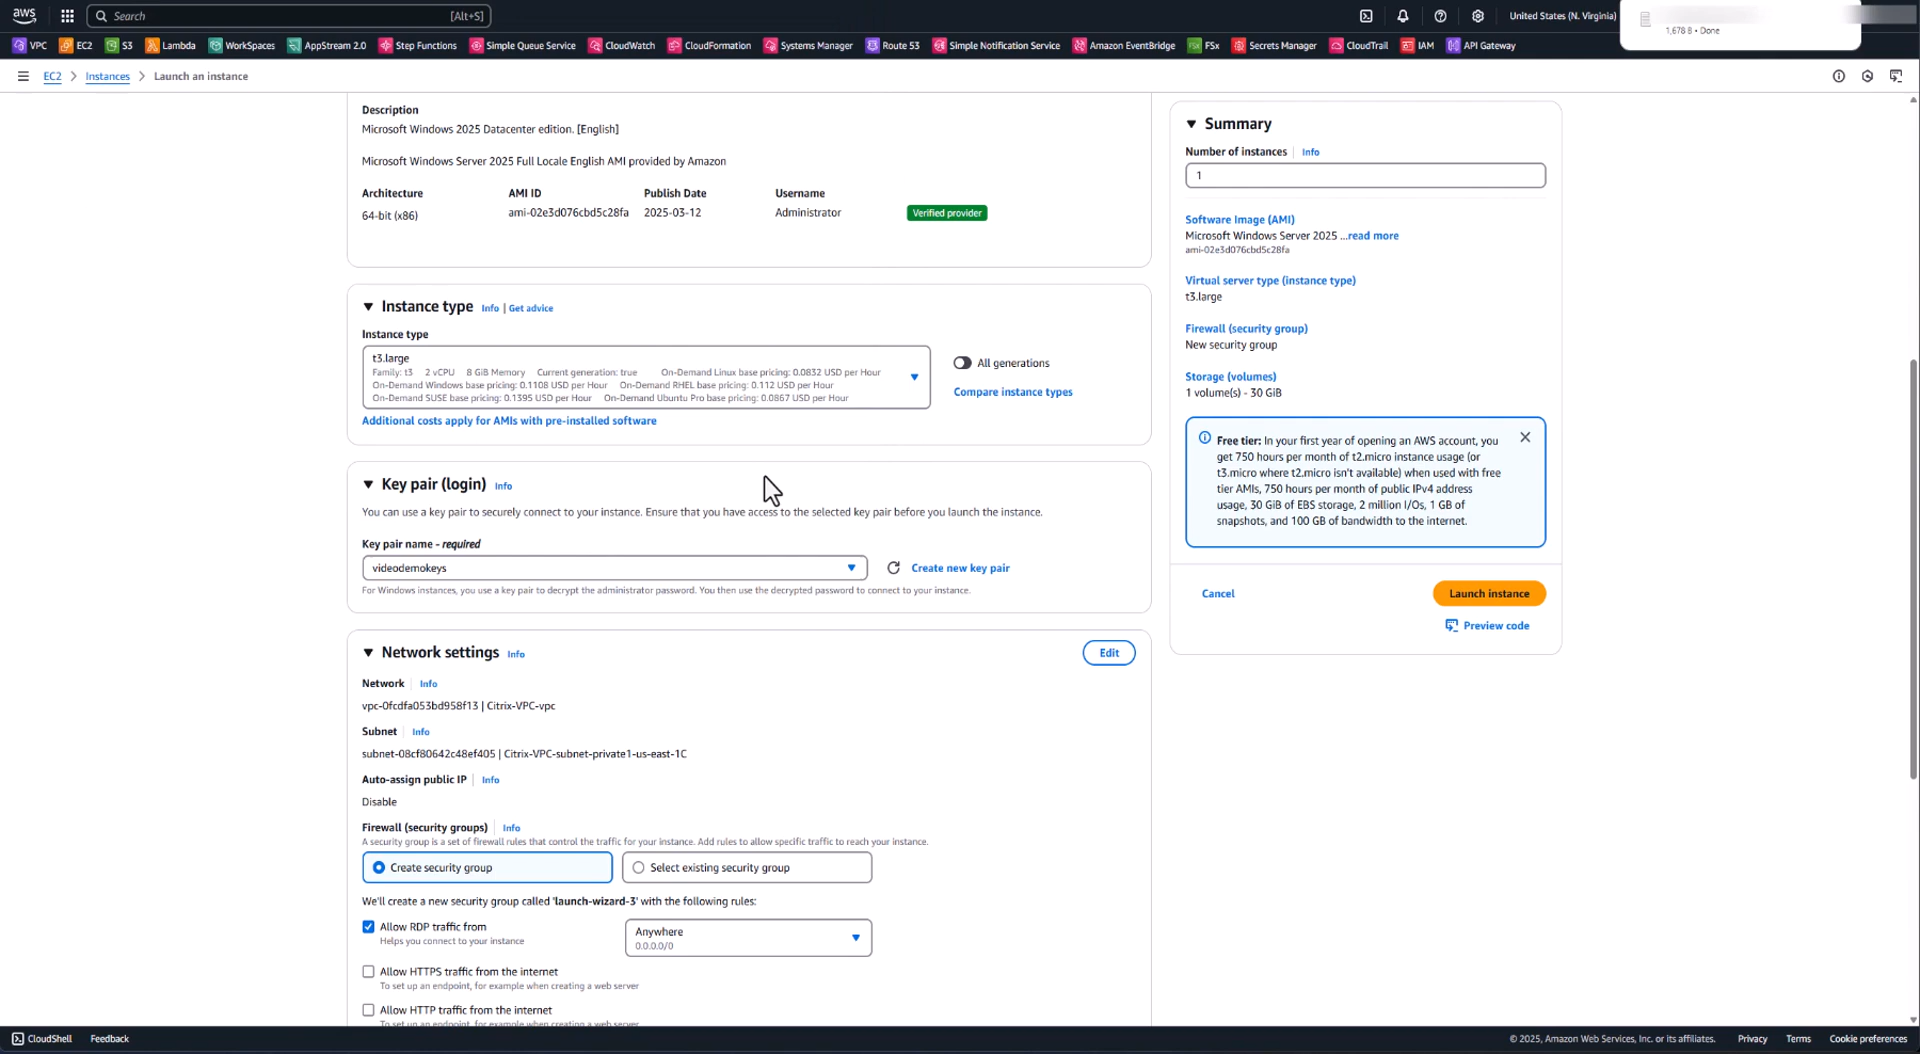 aws
Search
[Alt+S]
United States (N. Virginia)
1,678 B • Done
VPC
EC2
S3
Lambda
WorkSpaces
AppStream 2.0
Step Functions
Simple Queue Service
CloudWatch
CloudFormation
Systems Manager
Route 53
Simple Notification Service
Amazon EventBridge
FSx
FSx
Secrets Manager
CloudTrail
IAM
API Gateway
EC2
Instances
Launch an instance
Description
Microsoft Windows 2025 Datacenter edition. [English]
Microsoft Windows Server 2025 Full Locale English AMI provided by Amazon
Architecture AMI ID Publish Date Username
64-bit (x86) ami-02e3d076cbd5c28fa 2025-03-12 Administrator Verified provider
Instance type Info | Get advice
Instance type
t3.large
Family: t3 2 vCPU 8 GiB Memory Current generation: true On-Demand Linux base pricing: 0.0832 USD per Hour
On-Demand Windows base pricing: 0.1108 USD per Hour On-Demand RHEL base pricing: 0.112 USD per Hour
On-Demand SUSE base pricing: 0.1395 USD per Hour On-Demand Ubuntu Pro base pricing: 0.0867 USD per Hour
All generations
Compare instance types
Additional costs apply for AMIs with pre-installed software
Key pair (login) Info
You can use a key pair to securely connect to your instance. Ensure that you have access to the selected key pair before you launch the instance.
Key pair name - required
videodemokeys
Create new key pair
For Windows instances, you use a key pair to decrypt the administrator password. You then use the decrypted password to connect to your instance.
Network settings Info
Edit
Network Info
vpc-0fcdfa053bd958f13 | Citrix-VPC-vpc
Subnet Info
subnet-08cf80642c48ef405 | Citrix-VPC-subnet-private1-us-east-1C
Auto-assign public IP Info
Disable
Firewall (security groups) Info
A security group is a set of firewall rules that control the traffic for your instance. Add rules to allow specific traffic to reach your instance.
Create security group
Select existing security group
We'll create a new security group called 'launch-wizard-3' with the following rules:
Allow RDP traffic from
Helps you connect to your instance
Anywhere
0.0.0.0/0
Allow HTTPS traffic from the internet
To set up an endpoint, for example when creating a web server
Allow HTTP traffic from the internet
To set up an endpoint, for example when creating a web server
Summary
Number of instances Info
1
Software Image (AMI)
Microsoft Windows Server 2025 ...read more
ami-02e3d076cbd5c28fa
Virtual server type (instance type)
t3.large
Firewall (security group)
New security group
Storage (volumes)
1 volume(s) - 30 GiB
Free tier: In your first year of opening an AWS account, you
get 750 hours per month of t2.micro instance usage (or
t3.micro where t2.micro isn't available) when used with free
tier AMIs, 750 hours per month of public IPv4 address
usage, 30 GiB of EBS storage, 2 million I/Os, 1 GB of
snapshots, and 100 GB of bandwidth to the internet.
Cancel
Launch instance
Preview code
CloudShell
Feedback
© 2025, Amazon Web Services, Inc. or its affiliates.
Privacy
Terms
Cookie preferences